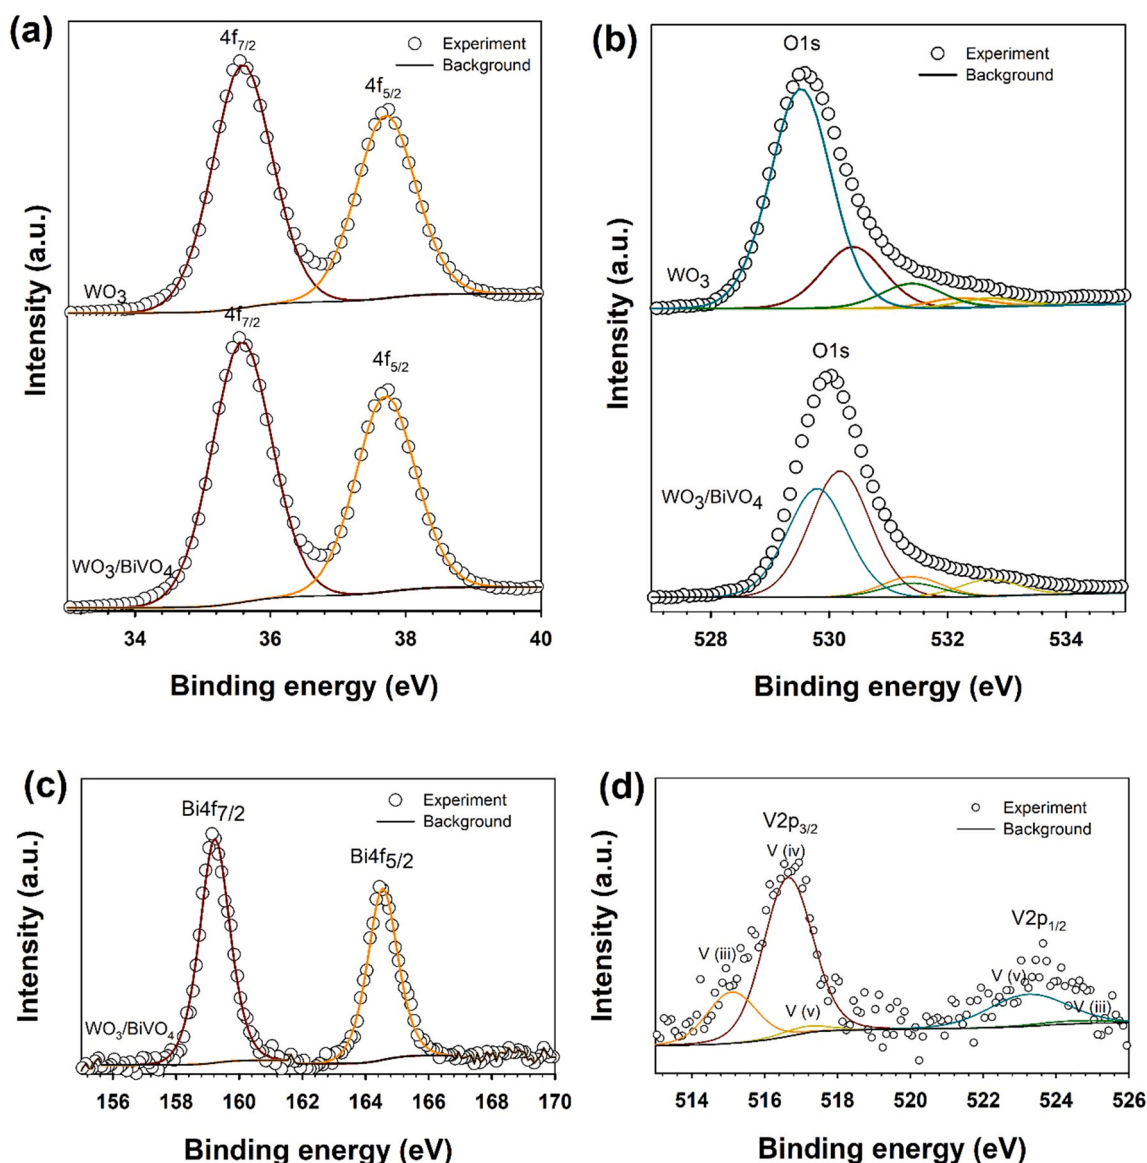 (a)
4f7/2
4f5/2
Experiment
Background
WO3
4f7/2
4f5/2
WO3/BiVO4
Intensity (a.u.)
34 36 38 40
Binding energy (eV)
(b)
O1s
Experiment
Background
WO3
O1s
WO3/BiVO4
Intensity (a.u.)
528 530 532 534
Binding energy (eV)
(c)
Bi4f7/2
Bi4f5/2
Experiment
Background
WO3/BiVO4
Intensity (a.u.)
156 158 160 162 164 166 168 170
Binding energy (eV)
(d)
V2p3/2
V (iv)
Experiment
Background
V2p1/2
V (iii)
V (v)
V (v)
V (iii)
Intensity (a.u.)
514 516 518 520 522 524 526
Binding energy (eV)